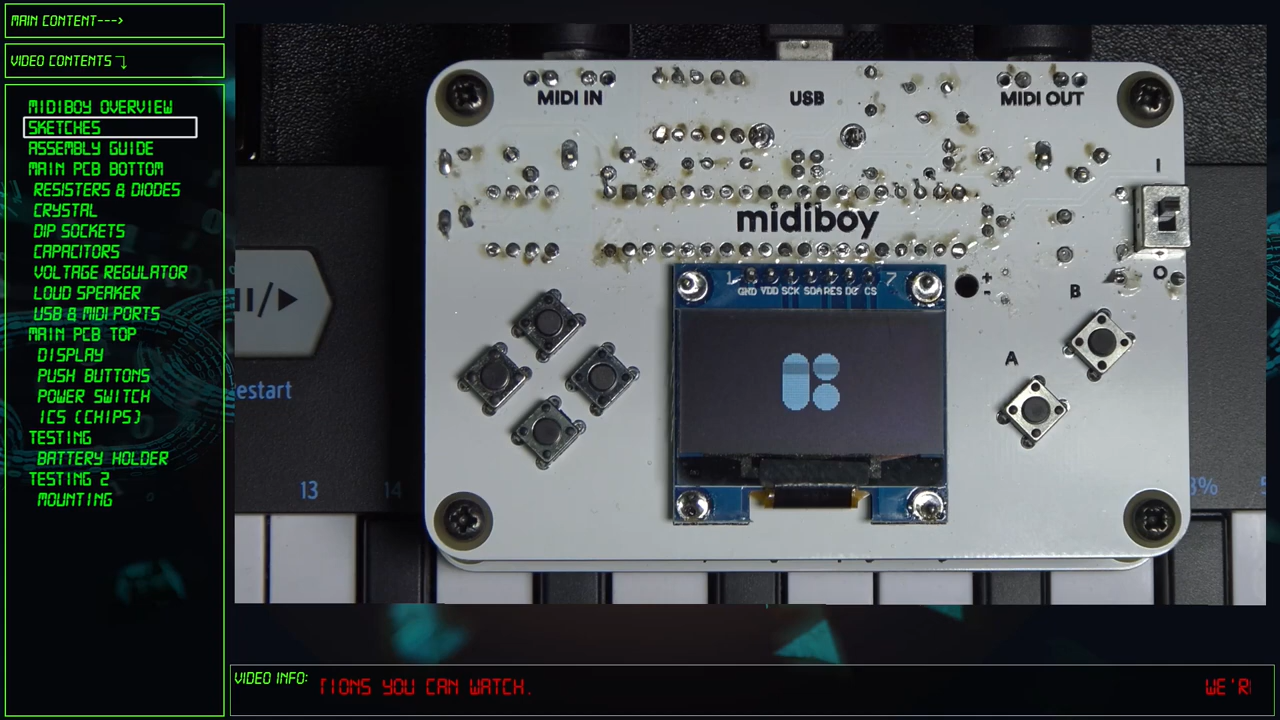 MAIN CONTENT--->
VIDEO CONTENTS
MIDIBOY OVERVIEW
SKETCHES
ASSEMBLY GUIDE
MAIN PCB BOTTOM
RESISTERS & DIODES
CRYSTAL
DIP SOCKETS
CAPACITORS
VOLTAGE REGULATOR
LOUD SPEAKER
USB & MIDI PORTS
MAIN PCB TOP
DISPLAY
PUSH BUTTONS
POWER SWITCH
ICS (CHIPS)
TESTING
BATTERY HOLDER
TESTING 2
MOUNTING
MIDI IN
USB
MIDI OUT
I
midiboy
O
1 7
GND VDD SCK SDA RES DC CS
+
-
B
A
estart
13
14
VIDEO INFO:
TIONS YOU CAN WATCH.
WE'R